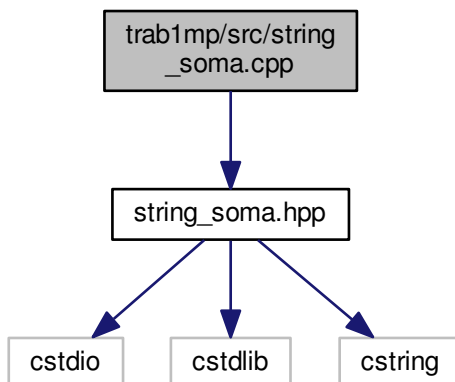 trab1mp/src/string
_soma.cpp
string_soma.hpp
cstdio
cstdlib
cstring